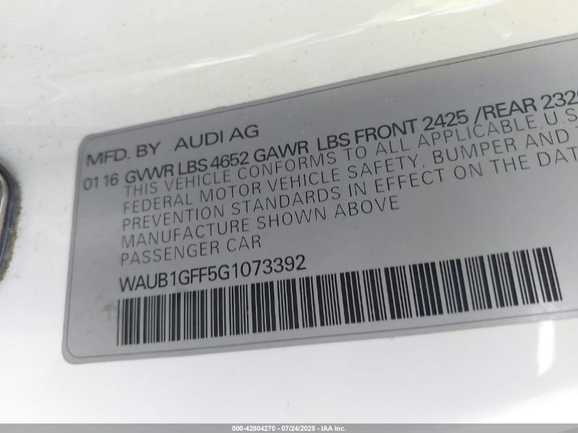 MFD. BY AUDI AG
01 16 GVWR LBS 4652 GAWR LBS FRONT 2425 /REAR 232
THIS VEHICLE CONFORMS TO ALL APPLICABLE U.S
FEDERAL MOTOR VEHICLE SAFETY, BUMPER AND
PREVENTION STANDARDS IN EFFECT ON THE DAT
MANUFACTURE SHOWN ABOVE
PASSENGER CAR
WAUB1GFF5G1073392
000-42804270 - 07/24/2025 - IAA Inc.